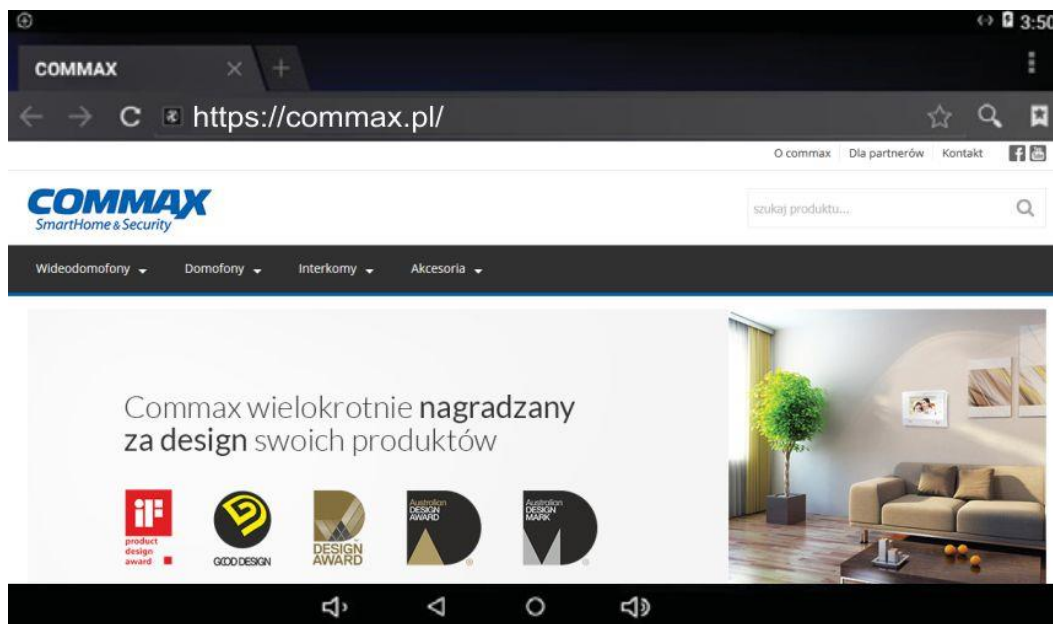 3:50
COMMAX
https://commax.pl/
O commax Dla partnerów Kontakt
COMMAX
SmartHome & Security
szukaj produktu...
Wideodomofony Domofony Interkomy Akcesoria
Commax wielokrotnie nagradzany
za design swoich produktów
iF
product
design
award
GOOD DESIGN
DESIGN
AWARD
Australian
DESIGN
AWARD
Australian
DESIGN
MARK